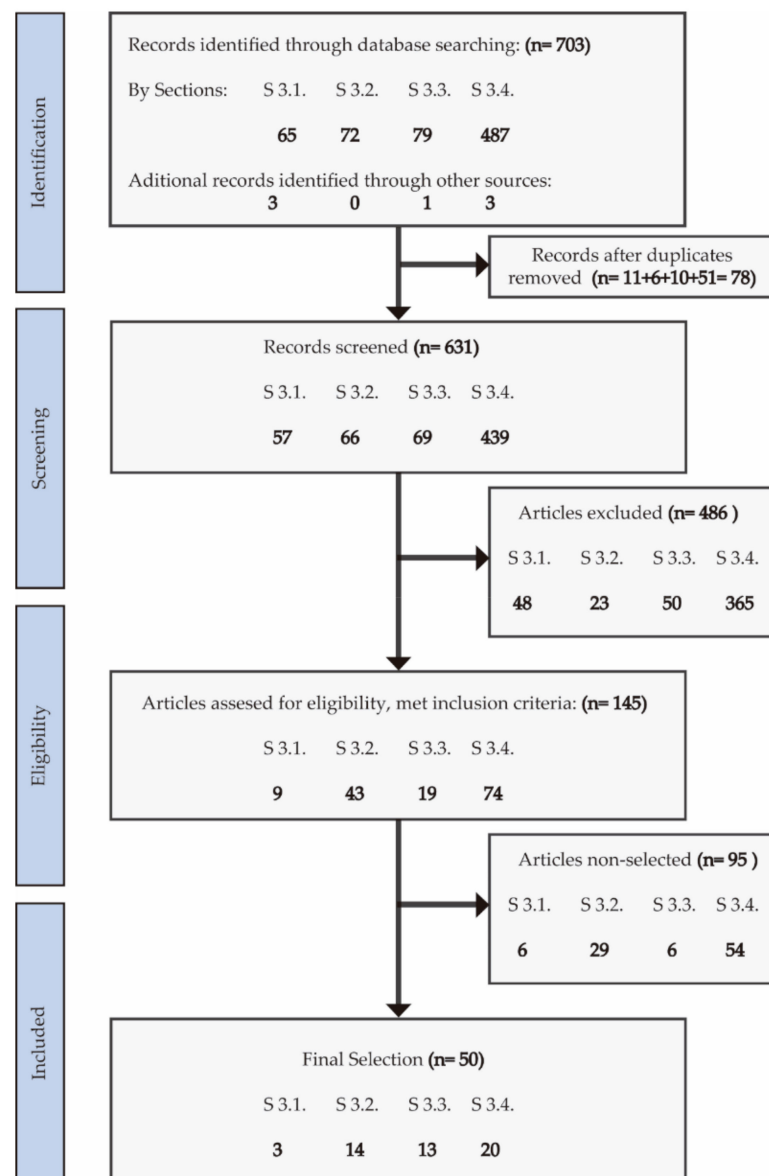 Identification
Records identified through database searching: (n= 703)
By Sections: S 3.1. S 3.2. S 3.3. S 3.4.
65 72 79 487
Aditional records identified through other sources:
3 0 1 3
Records after duplicates
removed (n= 11+6+10+51= 78)
Screening
Records screened (n= 631)
S 3.1. S 3.2. S 3.3. S 3.4.
57 66 69 439
Articles excluded (n= 486 )
S 3.1. S 3.2. S 3.3. S 3.4.
48 23 50 365
Eligibility
Articles assesed for eligibility, met inclusion criteria: (n= 145)
S 3.1. S 3.2. S 3.3. S 3.4.
9 43 19 74
Articles non-selected (n= 95 )
S 3.1. S 3.2. S 3.3. S 3.4.
6 29 6 54
Included
Final Selection (n= 50)
S 3.1. S 3.2. S 3.3. S 3.4.
3 14 13 20